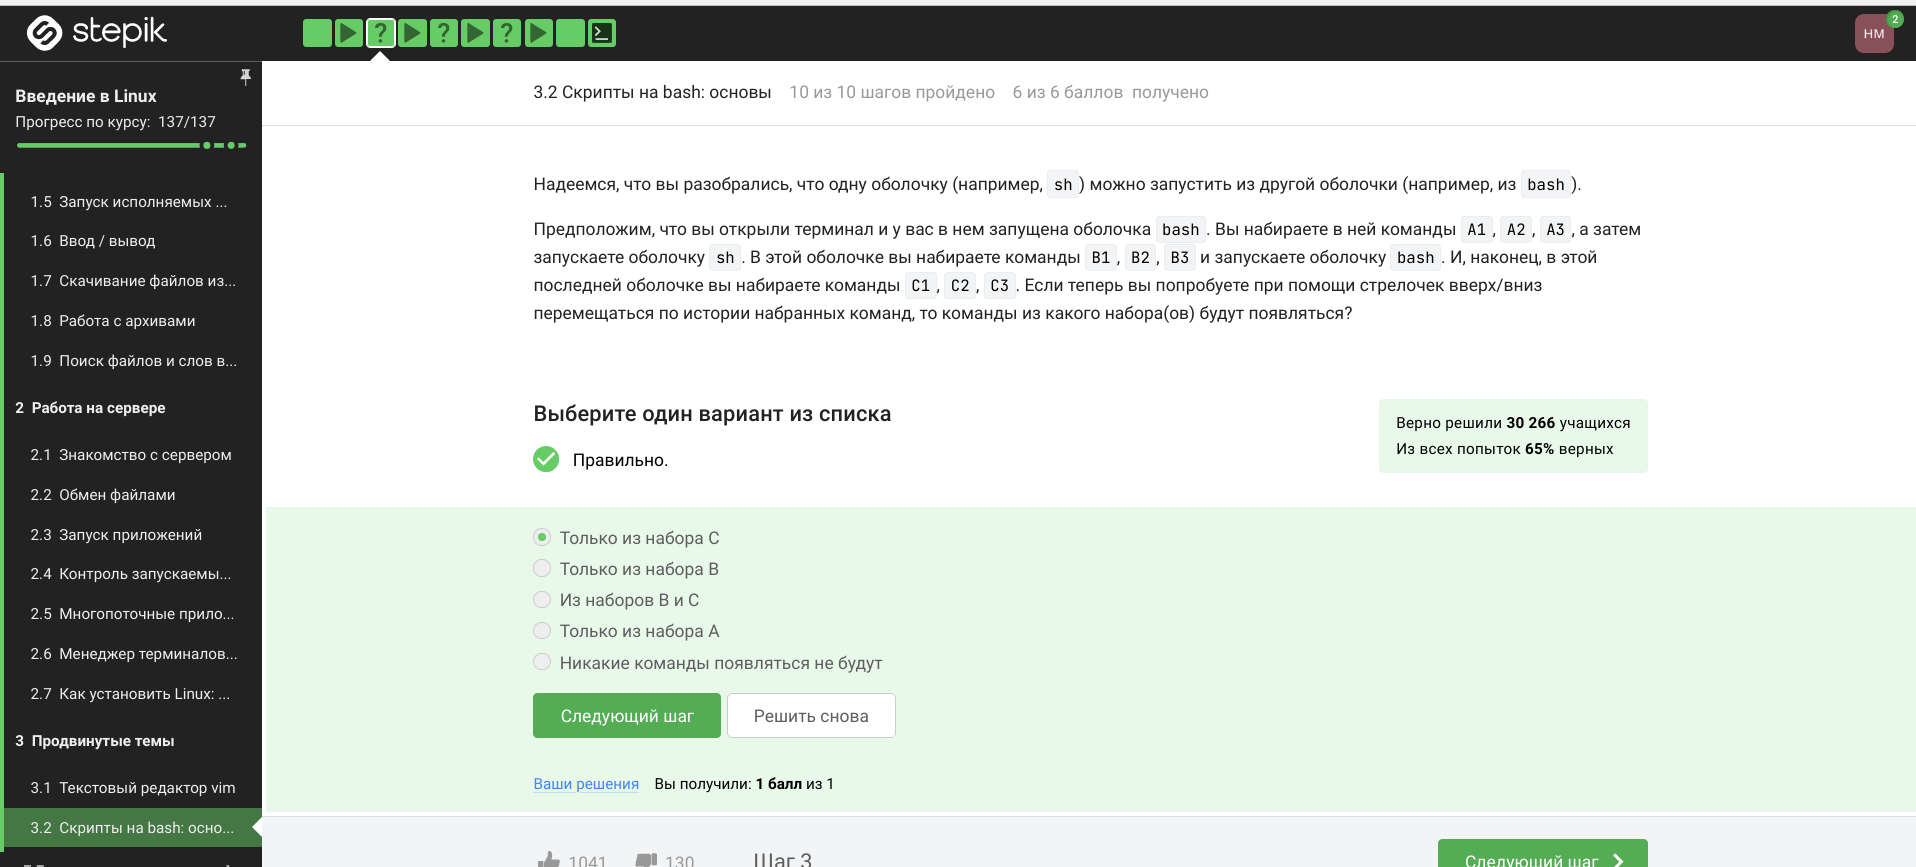 stepik
?
?
?
HM
2
Введение в Linux
Прогресс по курсу: 137/137
1.5 Запуск исполняемых ...
1.6 Ввод / вывод
1.7 Скачивание файлов из...
1.8 Работа с архивами
1.9 Поиск файлов и слов в...
2 Работа на сервере
2.1 Знакомство с сервером
2.2 Обмен файлами
2.3 Запуск приложений
2.4 Контроль запускаемы...
2.5 Многопоточные прило...
2.6 Менеджер терминалов...
2.7 Как установить Linux: ...
3 Продвинутые темы
3.1 Текстовый редактор vim
3.2 Скрипты на bash: осно...
3.2 Скрипты на bash: основы 10 из 10 шагов пройдено 6 из 6 баллов получено
Надеемся, что вы разобрались, что одну оболочку (например, sh) можно запустить из другой оболочки (например, из bash).
Предположим, что вы открыли терминал и у вас в нем запущена оболочка bash. Вы набираете в ней команды A1, A2, A3, а затем
запускаете оболочку sh. В этой оболочке вы набираете команды B1, B2, B3 и запускаете оболочку bash. И, наконец, в этой
последней оболочке вы набираете команды C1, C2, C3. Если теперь вы попробуете при помощи стрелочек вверх/вниз
перемещаться по истории набранных команд, то команды из какого набора(ов) будут появляться?
Выберите один вариант из списка
Правильно.
Верно решили 30 266 учащихся
Из всех попыток 65% верных
Только из набора C
Только из набора B
Из наборов B и C
Только из набора A
Никакие команды появляться не будут
Следующий шаг
Решить снова
Ваши решения Вы получили: 1 балл из 1
1041
130
Шаг 3
Следующий шаг